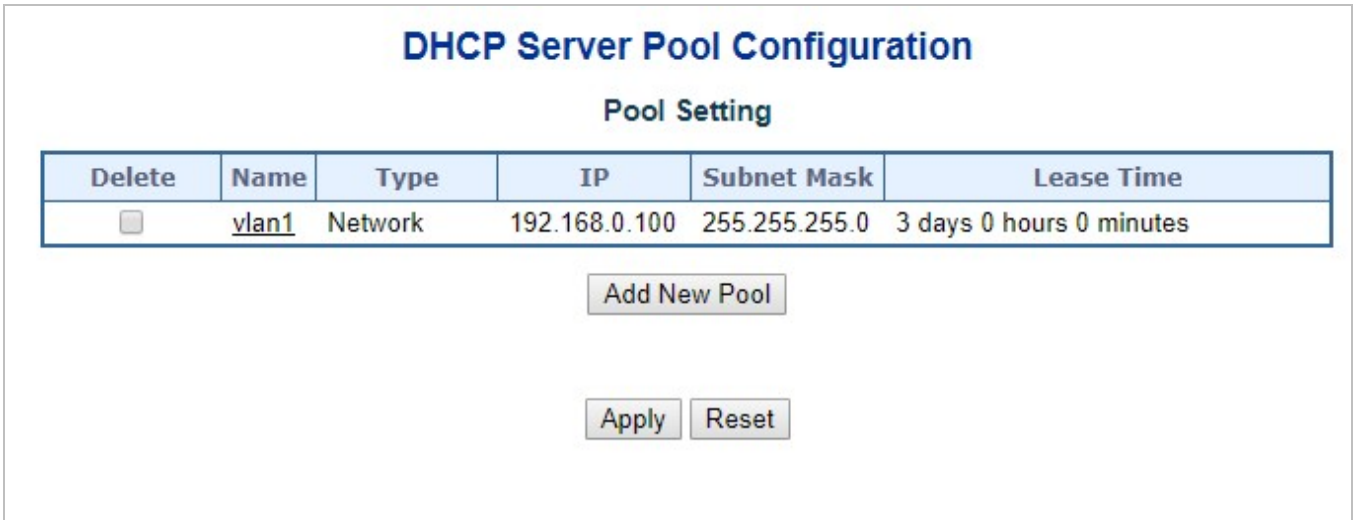 DHCP Server Pool Configuration
Pool Setting
Delete Name Type IP Subnet Mask Lease Time
vlan1 Network 192.168.0.100 255.255.255.0 3 days 0 hours 0 minutes
Add New Pool
Apply Reset